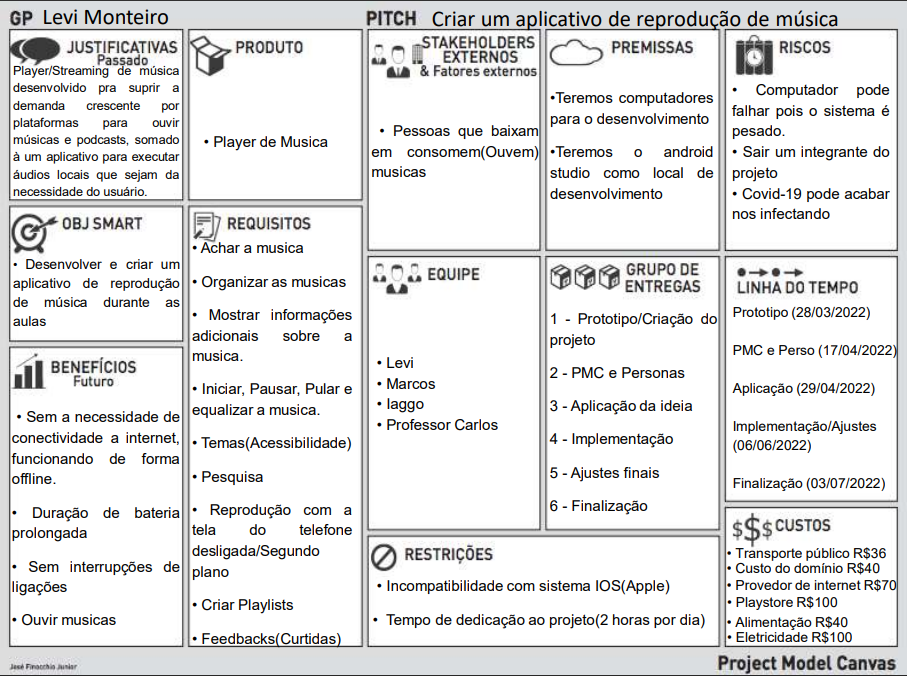 GP Levi Monteiro
PITCH Criar um aplicativo de reprodução de música
JUSTIFICATIVAS
Passado
Player/Streaming de música
desenvolvido pra suprir a
demanda crescente por
plataformas para ouvir
músicas e podcasts, somado
à um aplicativo para executar
áudios locais que sejam da
necessidade do usuário.
PRODUTO
• Player de Musica
STAKEHOLDERS
EXTERNOS
& Fatores externos
• Pessoas que baixam
em consomem(Ouvem)
musicas
PREMISSAS
•Teremos computadores
para o desenvolvimento
•Teremos o android
studio como local de
desenvolvimento
RISCOS
• Computador pode
falhar pois o sistema é
pesado.
• Sair um integrante do
projeto
• Covid-19 pode acabar
nos infectando
OBJ SMART
• Desenvolver e criar um
aplicativo de reprodução
de música durante as
aulas
REQUISITOS
• Achar a musica
• Organizar as musicas
• Mostrar informações
adicionais sobre a
musica.
• Iniciar, Pausar, Pular e
equalizar a musica.
• Temas(Acessibilidade)
• Pesquisa
• Reprodução com a
tela do telefone
desligada/Segundo
plano
• Criar Playlists
• Feedbacks(Curtidas)
EQUIPE
• Levi
• Marcos
• Iaggo
• Professor Carlos
GRUPO DE
ENTREGAS
1 - Prototipo/Criação do
projeto
2 - PMC e Personas
3 - Aplicação da ideia
4 - Implementação
5 - Ajustes finais
6 - Finalização
LINHA DO TEMPO
Prototipo (28/03/2022)
PMC e Perso (17/04/2022)
Aplicação (29/04/2022)
Implementação/Ajustes
(06/06/2022)
Finalização (03/07/2022)
BENEFÍCIOS
Futuro
• Sem a necessidade de
conectividade a internet,
funcionando de forma
offline.
• Duração de bateria
prolongada
• Sem interrupções de
ligações
• Ouvir musicas
RESTRIÇÕES
• Incompatibilidade com sistema IOS(Apple)
• Tempo de dedicação ao projeto(2 horas por dia)
$$$ CUSTOS
• Transporte público R$36
• Custo do domínio R$40
• Provedor de internet R$70
• Playstore R$100
• Alimentação R$40
• Eletricidade R$100
José Finocchio Junior
Project Model Canvas